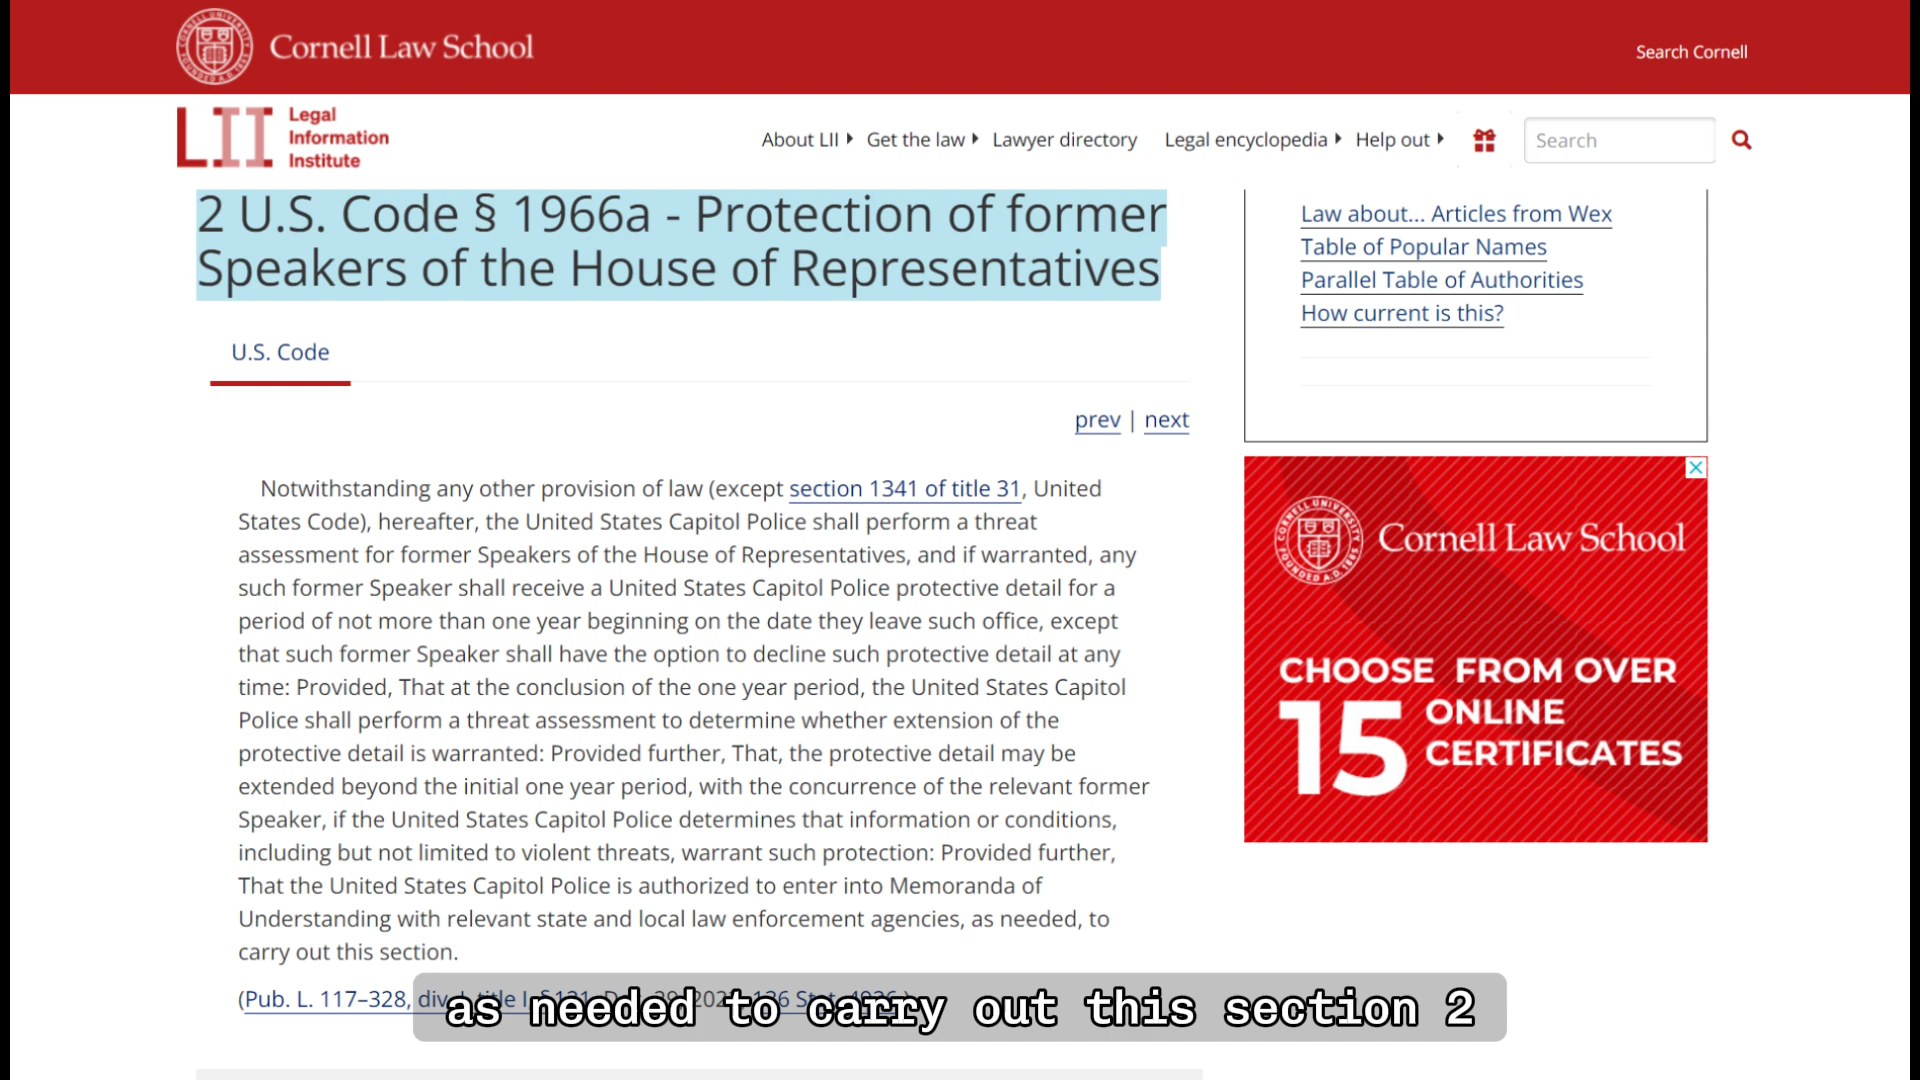 Cornell Law School
Search Cornell
LII Legal
Information
Institute
About LII
Get the law
Lawyer directory
Legal encyclopedia
Help out
Search
2 U.S. Code § 1966a - Protection of former
Speakers of the House of Representatives
U.S. Code
prev | next
Notwithstanding any other provision of law (except section 1341 of title 31, United
States Code), hereafter, the United States Capitol Police shall perform a threat
assessment for former Speakers of the House of Representatives, and if warranted, any
such former Speaker shall receive a United States Capitol Police protective detail for a
period of not more than one year beginning on the date they leave such office, except
that such former Speaker shall have the option to decline such protective detail at any
time: Provided, That at the conclusion of the one year period, the United States Capitol
Police shall perform a threat assessment to determine whether extension of the
protective detail is warranted: Provided further, That, the protective detail may be
extended beyond the initial one year period, with the concurrence of the relevant former
Speaker, if the United States Capitol Police determines that information or conditions,
including but not limited to violent threats, warrant such protection: Provided further,
That the United States Capitol Police is authorized to enter into Memoranda of
Understanding with relevant state and local law enforcement agencies, as needed, to
carry out this section.
(Pub. L. 117–328,
as needed to carry out this section 2
Law about... Articles from Wex
Table of Popular Names
Parallel Table of Authorities
How current is this?
Cornell Law School
CHOOSE FROM OVER
15 ONLINE
CERTIFICATES